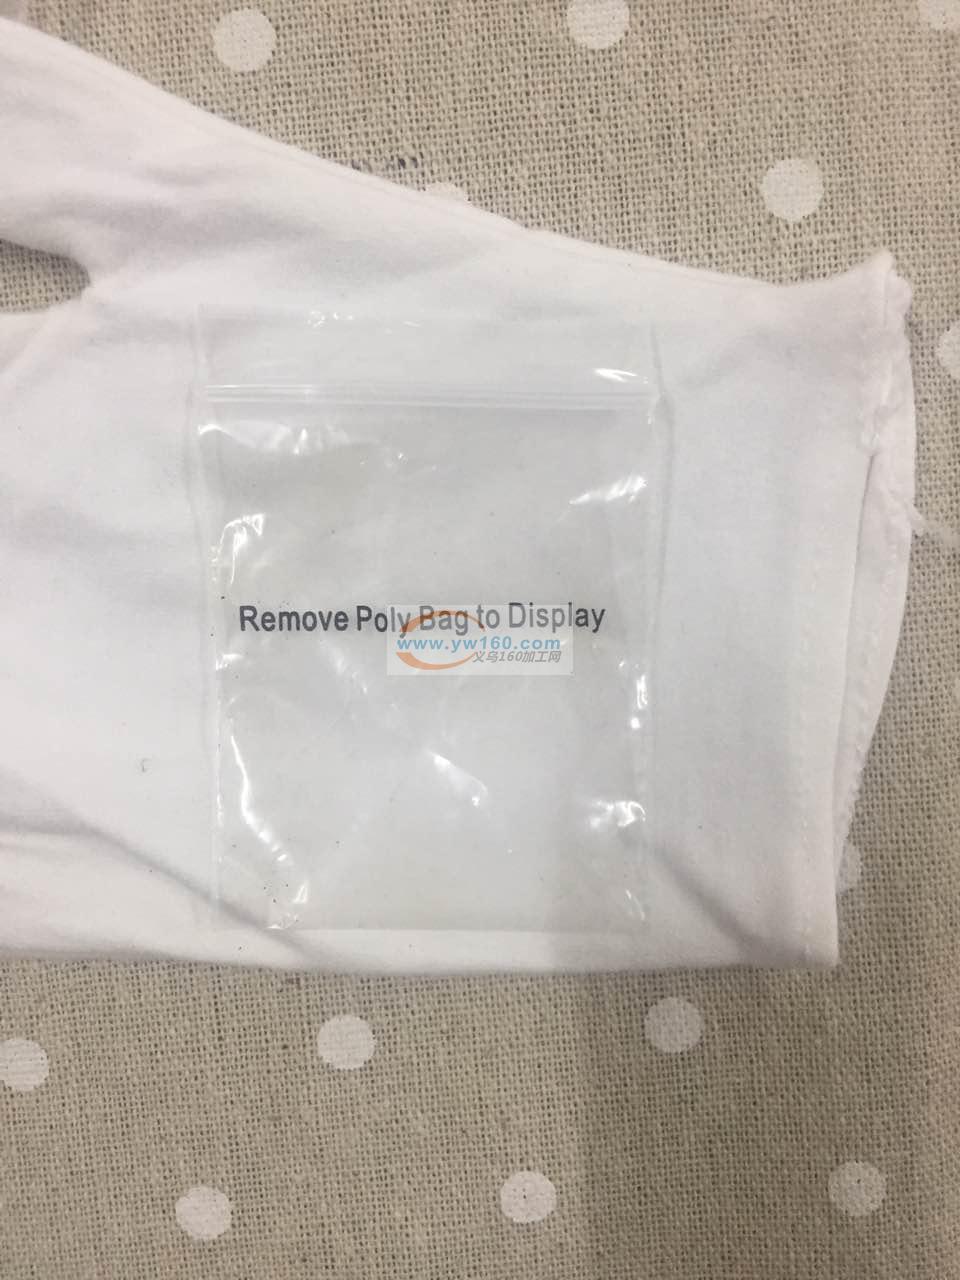 Remove Poly Bag to Display
www.yw160.com
义乌160加工网